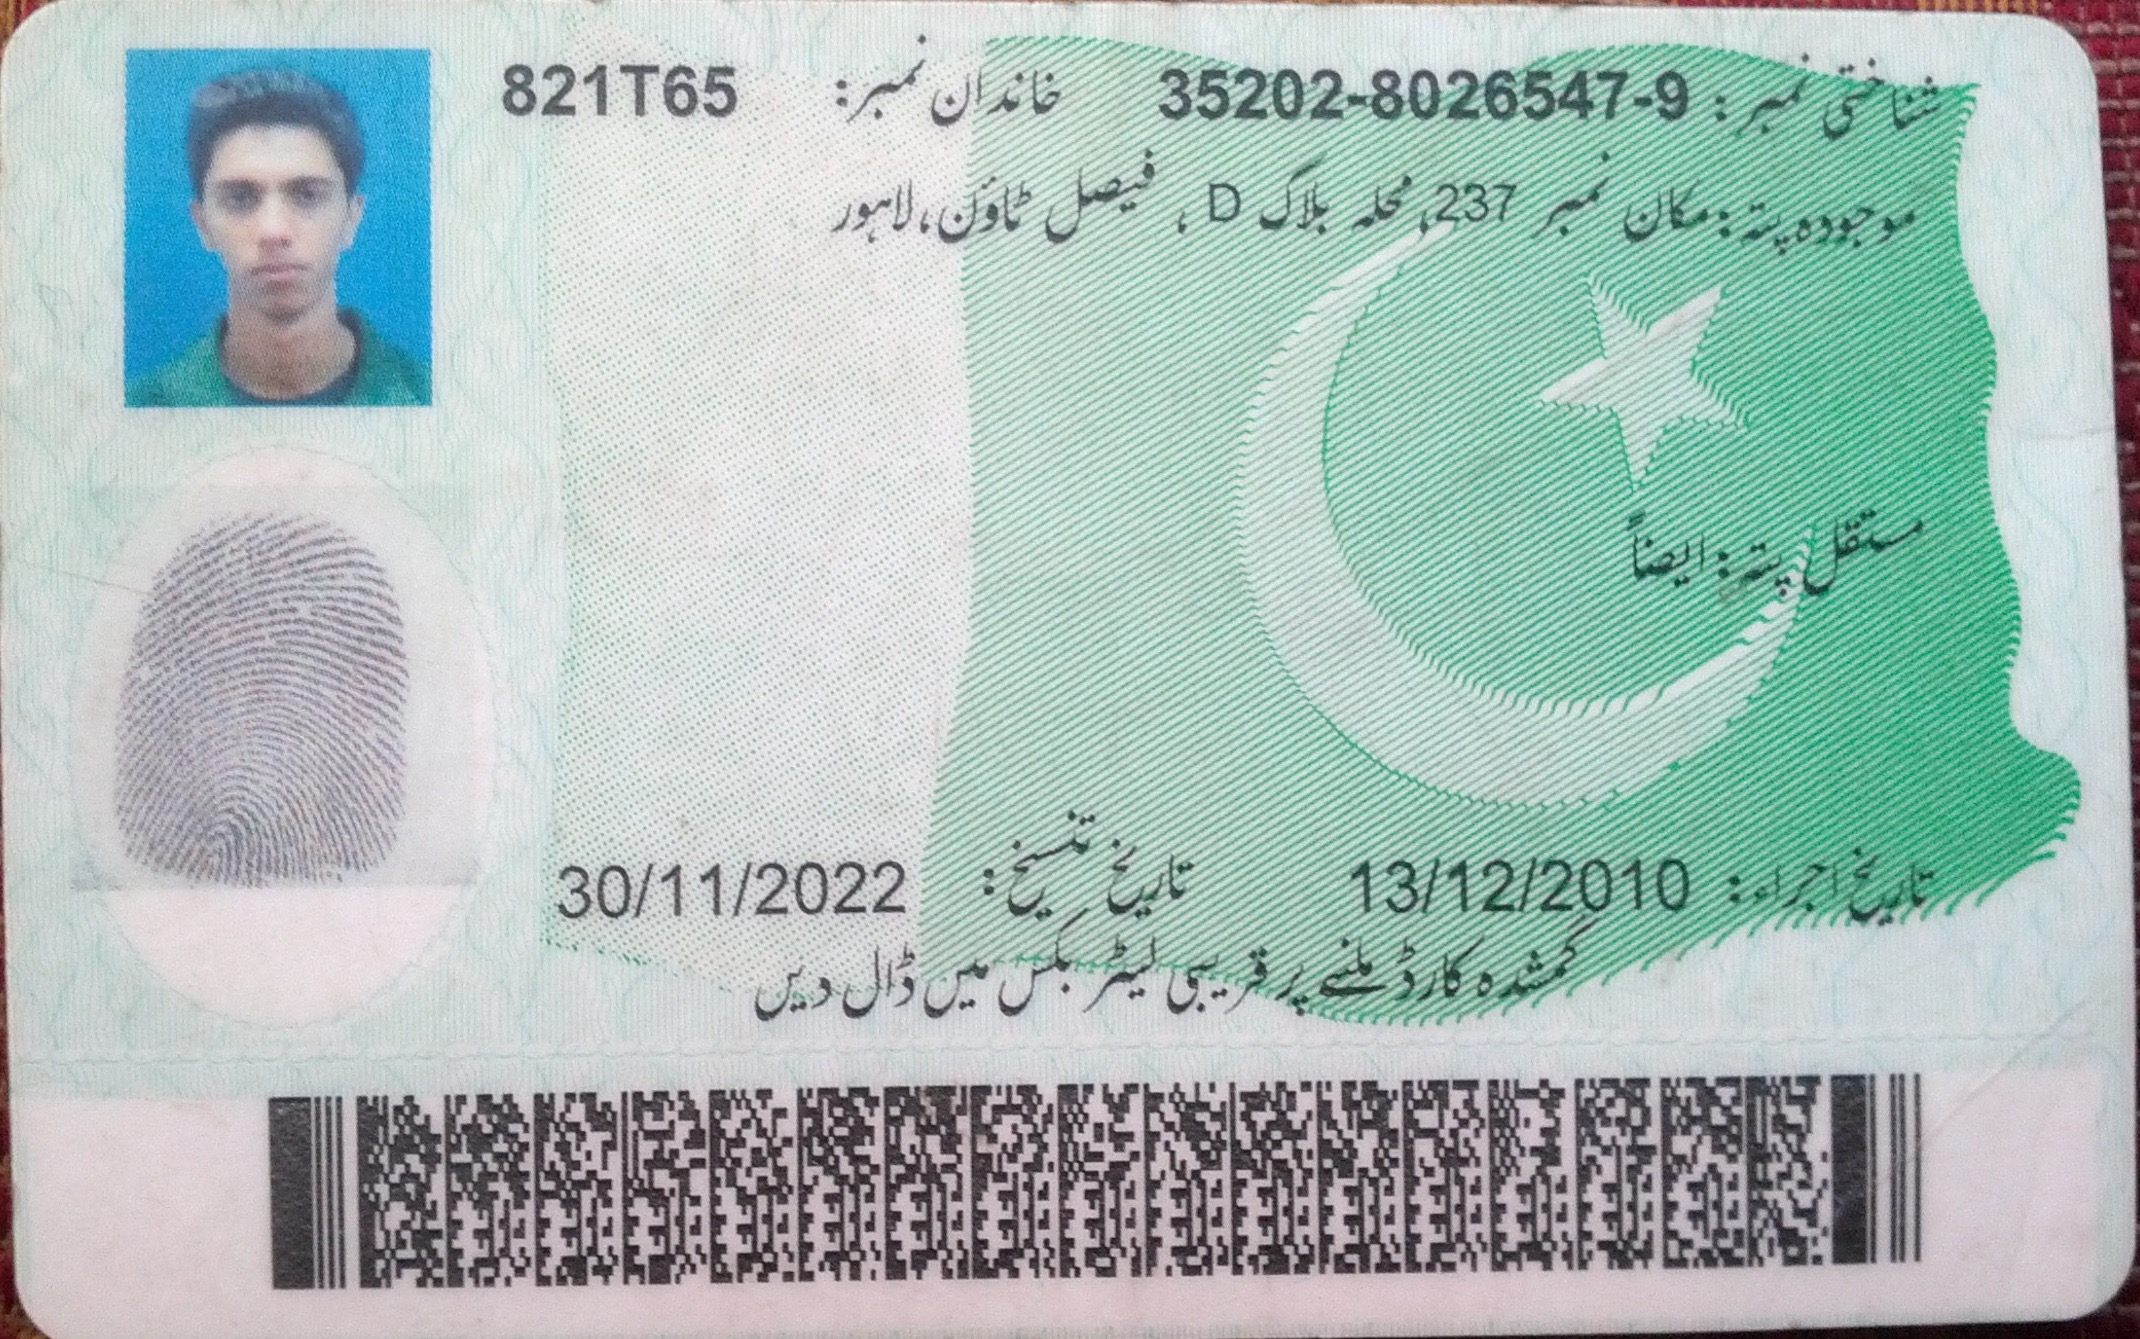 شناختی نمبر: 35202-8026547-9 خاندان نمبر: 821T65
موجودہ پتہ: مکان نمبر 237، محلہ بلاک D، فیصل ٹاؤن، لاہور
مستقل پتہ: ایضاً
تاریخ اجراء: 13/12/2010 تاریخ تنسیخ: 30/11/2022
گمشدہ کارڈ ملنے پر قریبی لیٹر بکس میں ڈال دیں